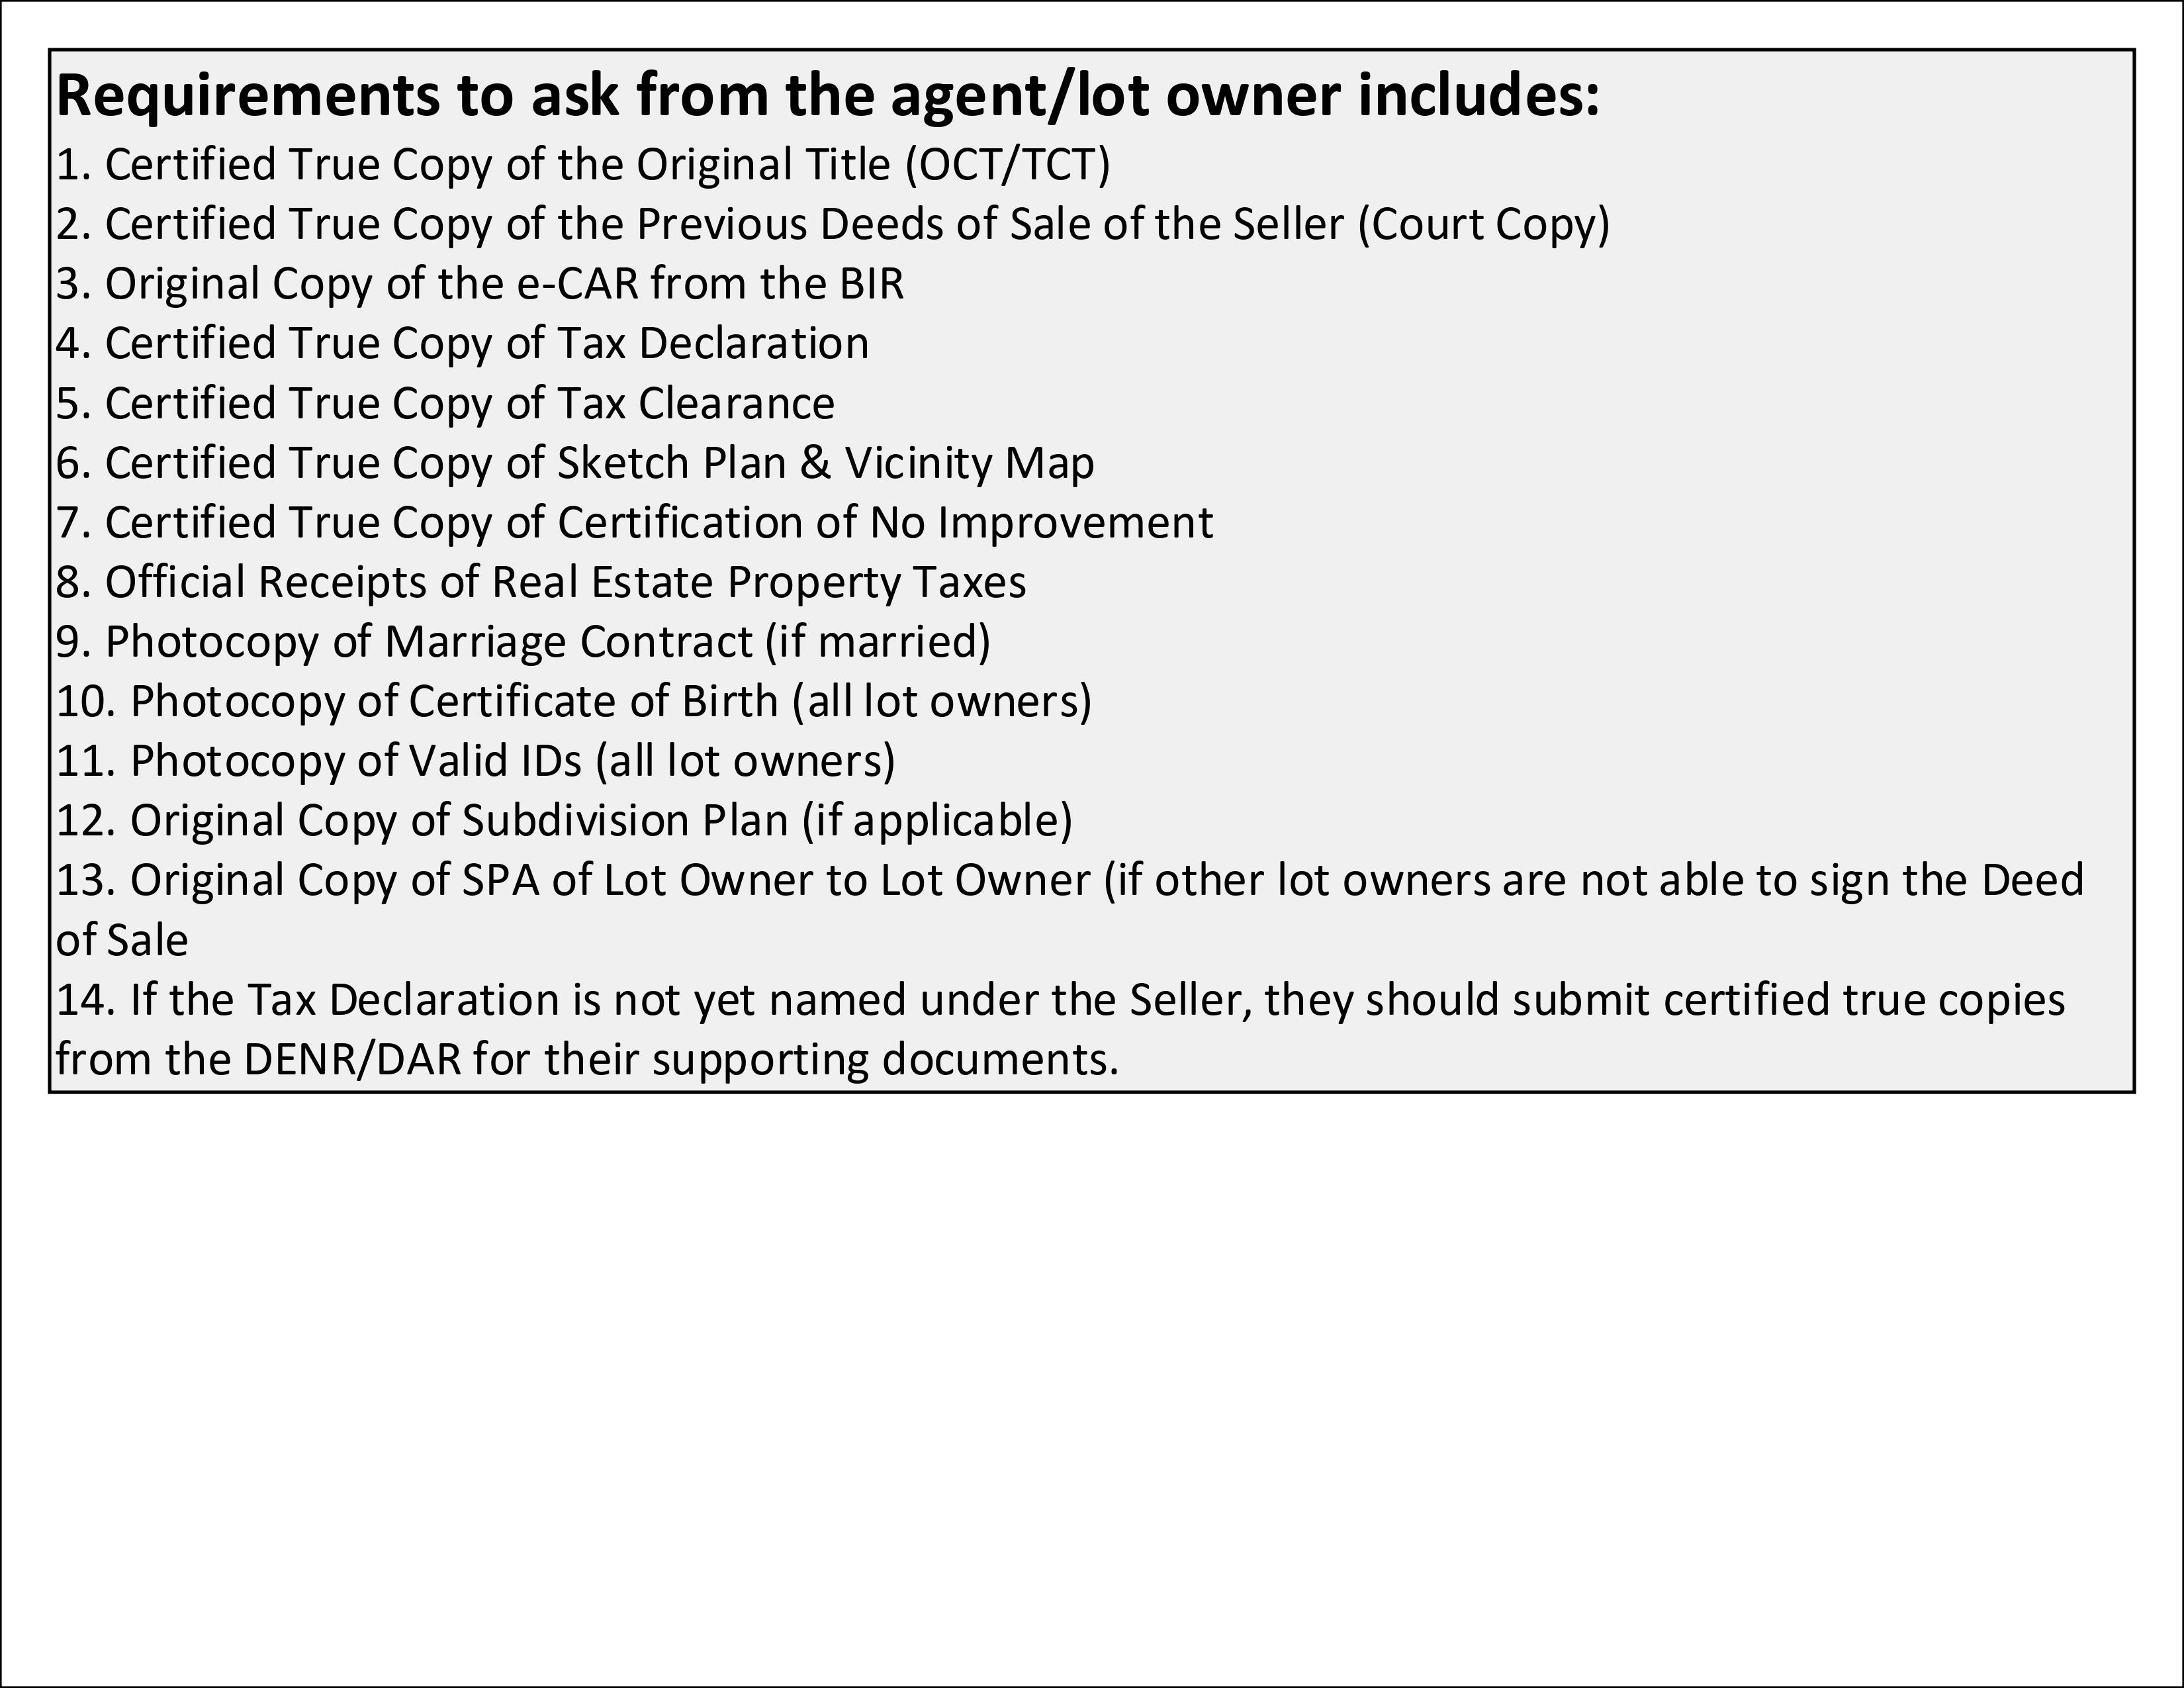 Requirements to ask from the agent/lot owner includes:
1. Certified True Copy of the Original Title (OCT/TCT)
2. Certified True Copy of the Previous Deeds of Sale of the Seller (Court Copy)
3. Original Copy of the e-CAR from the BIR
4. Certified True Copy of Tax Declaration
5. Certified True Copy of Tax Clearance
6. Certified True Copy of Sketch Plan & Vicinity Map
7. Certified True Copy of Certification of No Improvement
8. Official Receipts of Real Estate Property Taxes
9. Photocopy of Marriage Contract (if married)
10. Photocopy of Certificate of Birth (all lot owners)
11. Photocopy of Valid IDs (all lot owners)
12. Original Copy of Subdivision Plan (if applicable)
13. Original Copy of SPA of Lot Owner to Lot Owner (if other lot owners are not able to sign the Deed
of Sale
14. If the Tax Declaration is not yet named under the Seller, they should submit certified true copies
from the DENR/DAR for their supporting documents.